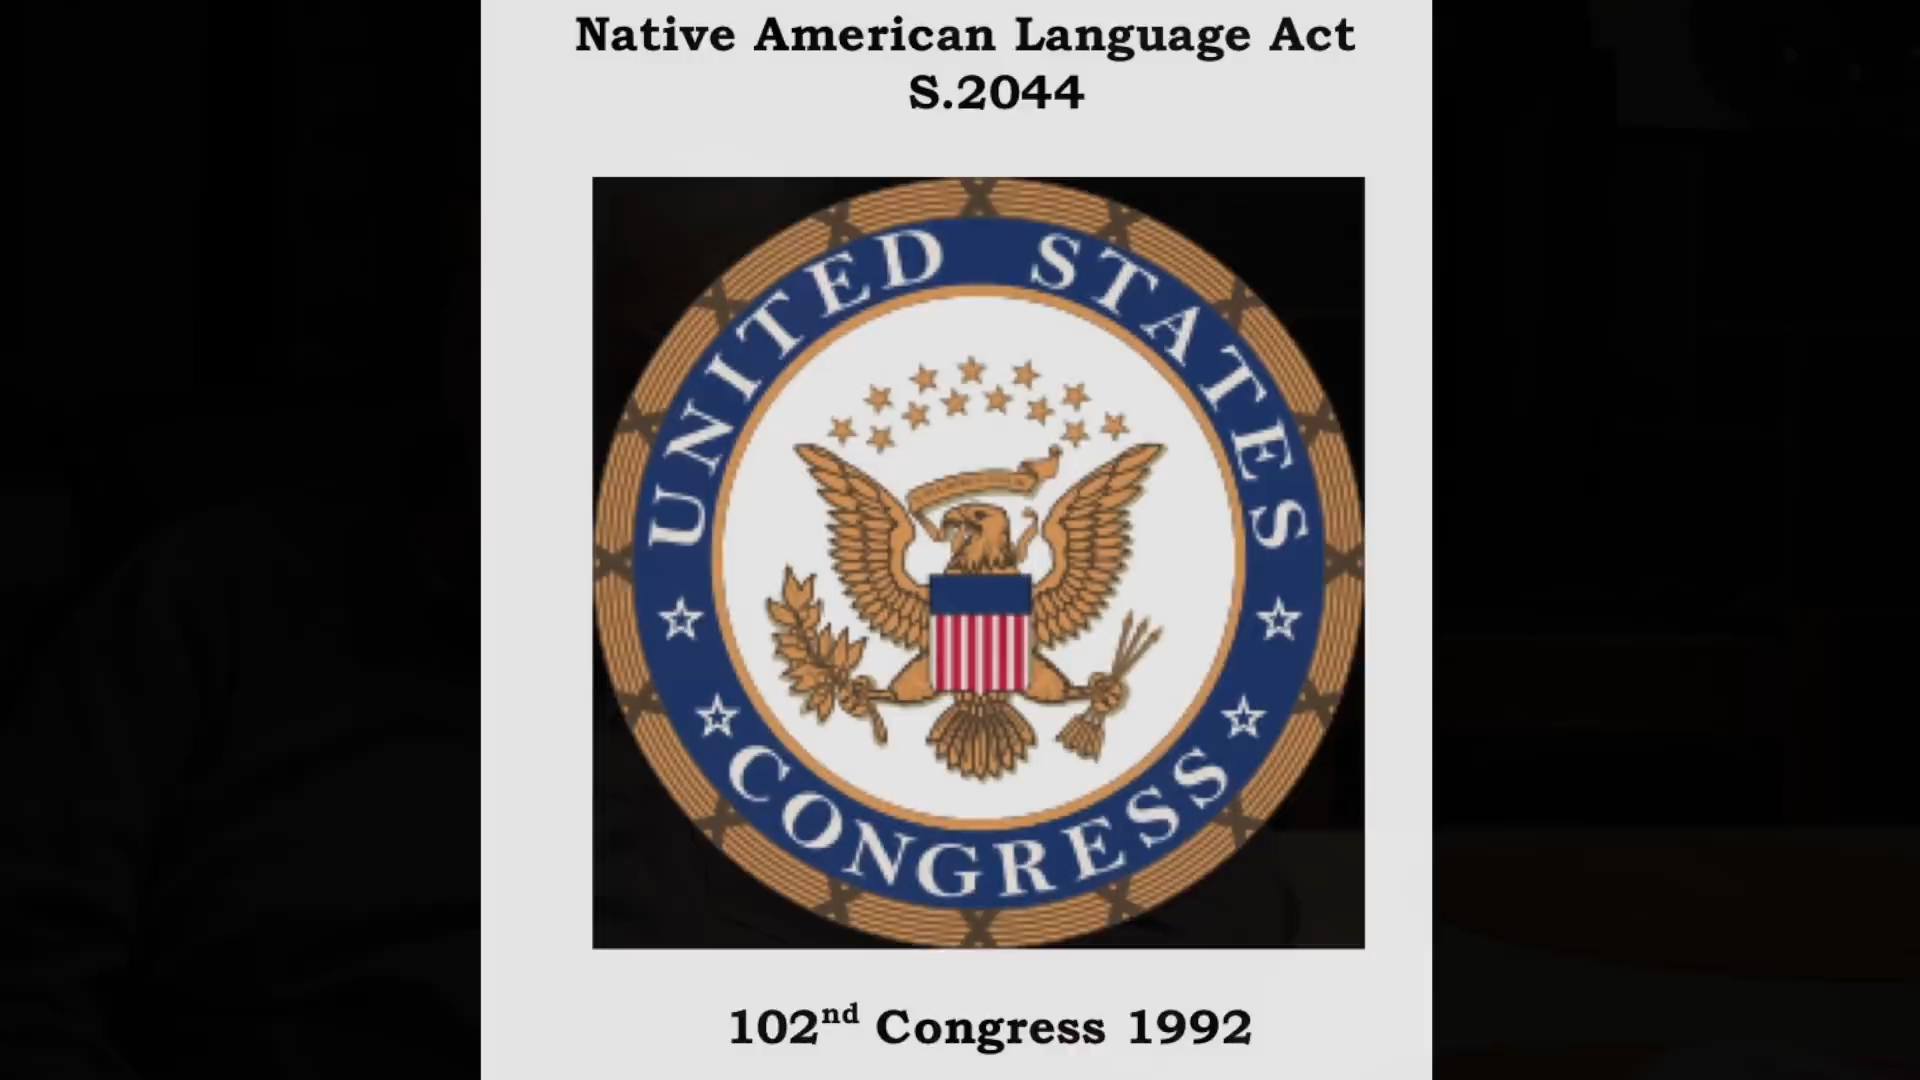 Native American Language Act
S.2044
UNITED STATES
CONGRESS
102nd Congress 1992